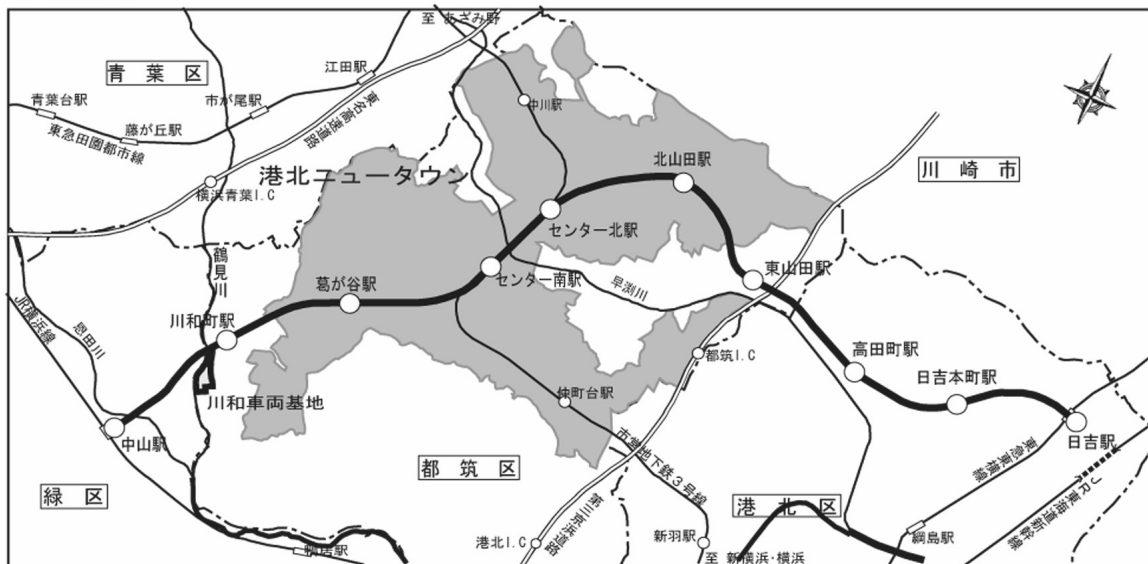 至 あざみ野
青葉区
江田駅
青葉台駅
市が尾駅
藤が丘駅
東急田園都市線
東名高速道路
中川駅
北山田駅
川崎市
港北ニュータウン
横浜青葉I.C
センター北駅
鶴見川
センター南駅
早渕川
東山田駅
葛が谷駅
JR横浜線
恩田川
川和町駅
都筑I.C
高田町駅
日吉本町駅
川和車両基地
仲町台駅
中山駅
日吉駅
市営地下鉄3号線
東急東横線
都筑区
緑区
港北区
JR東海道新幹線
第三京浜道路
港北I.C
新羽駅
綱島駅
鴨居駅
至 新横浜・横浜